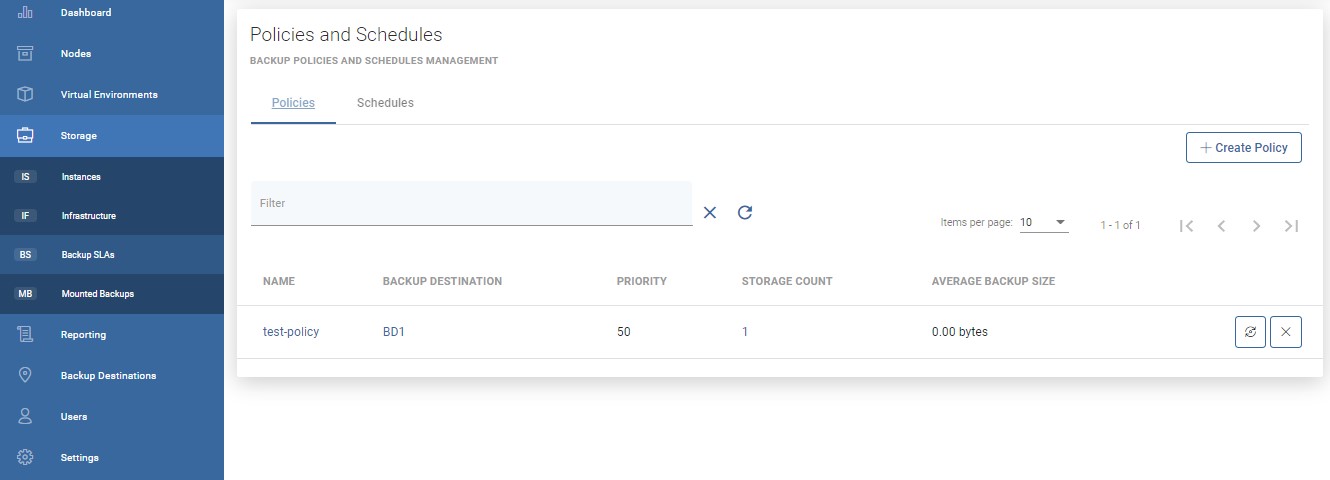 Dashboard
Nodes
Virtual Environments
Storage
IS Instances
IF Infrastructure
BS Backup SLAs
MB Mounted Backups
Reporting
Backup Destinations
Users
Settings
Policies and Schedules
BACKUP POLICIES AND SCHEDULES MANAGEMENT
Policies Schedules
Create Policy
Filter
Items per page: 10 1 - 1 of 1
NAME BACKUP DESTINATION PRIORITY STORAGE COUNT AVERAGE BACKUP SIZE
test-policy BD1 50 1 0.00 bytes